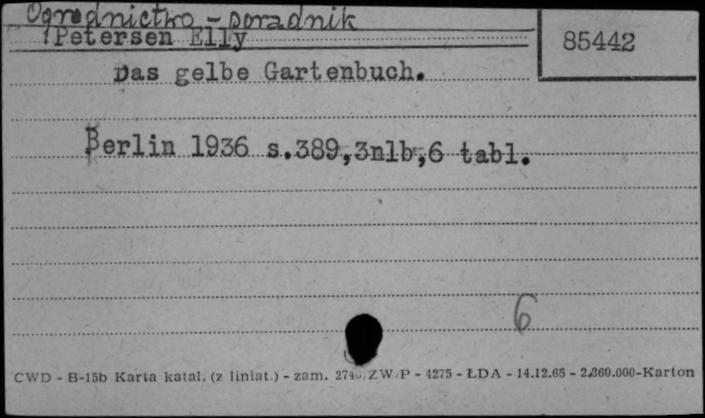 Ogrodnictwo - poradnik
Petersen Elly
85442
Das gelbe Gartenbuch.
Berlin 1936 s.389,3nlb,6 tabl.
6
CWD - B-15b Karta katal. (z liniat.) - zam. ZW/P - 4275 - ŁDA - 14.12.65 - 2.360.000-Karton